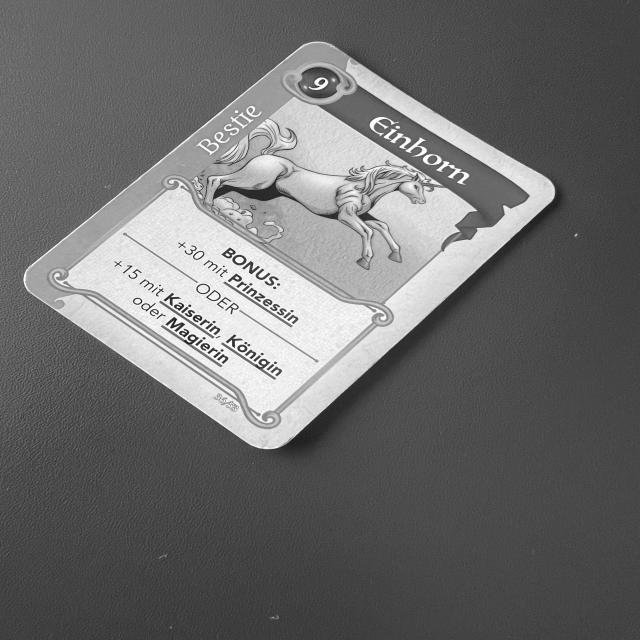 9
Einhorn
Bestie
BONUS:
+30 mit Prinzessin
ODER
+15 mit Kaiserin, Königin
oder Magierin